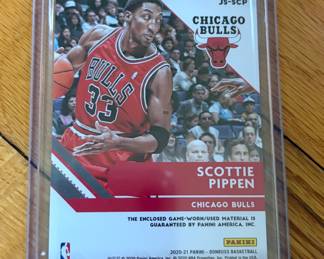 JS-SCP
CHICAGO
BULLS
BULLS
33
SCOTTIE
PIPPEN
CHICAGO BULLS
THE ENCLOSED GAME-WORN/USED MATERIAL IS
GUARANTEED BY PANINI AMERICA, INC.
PANINI
2020-21 PANINI - DONRUSS BASKETBALL